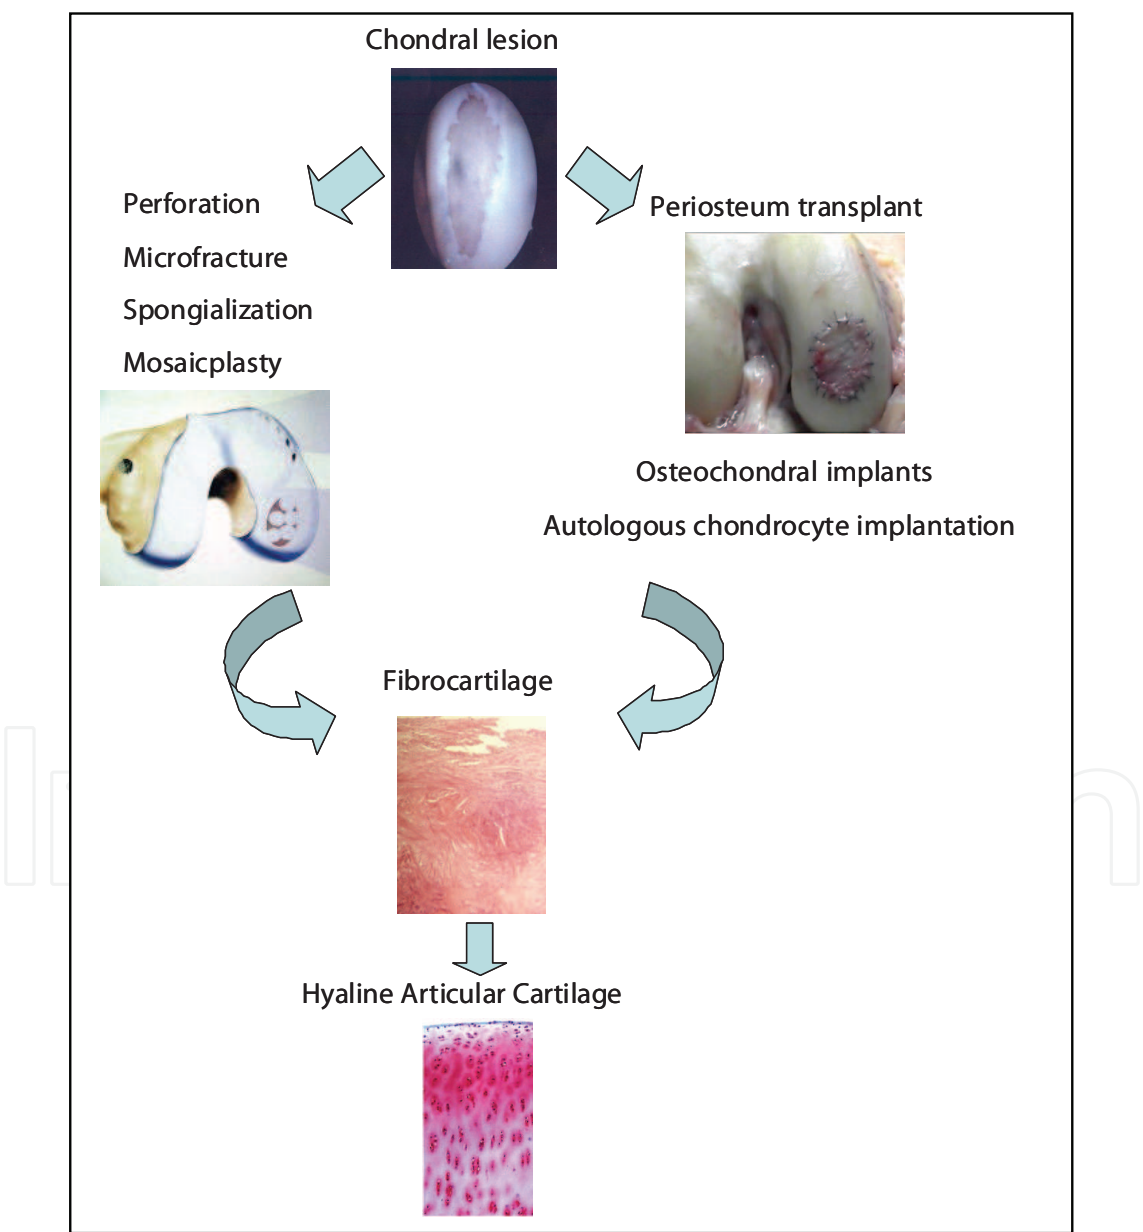 Chondral lesion
Perforation
Microfracture
Spongialization
Mosaicplasty
Periosteum transplant
Osteochondral implants
Autologous chondrocyte implantation
Fibrocartilage
Hyaline Articular Cartilage